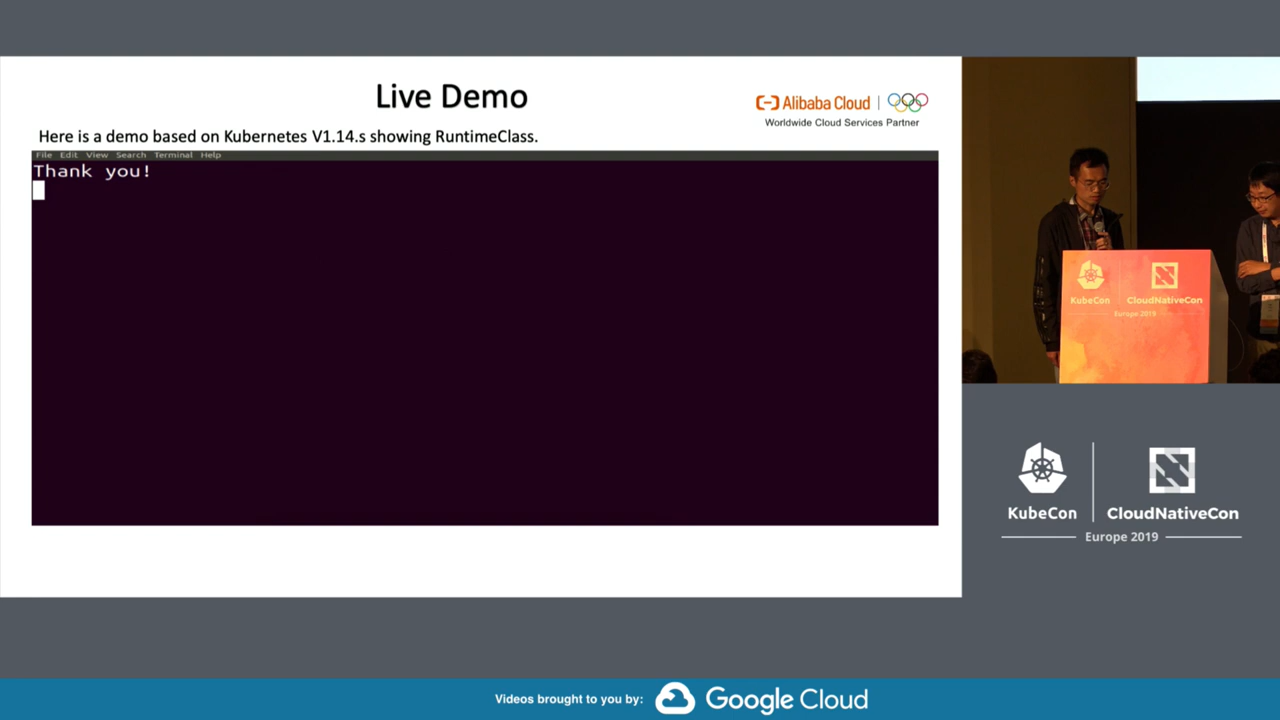 Live Demo
Alibaba Cloud
Worldwide Cloud Services Partner
Here is a demo based on Kubernetes V1.14.s showing RuntimeClass.
File Edit View Search Terminal Help
Thank you!
KubeCon
CloudNativeCon
Europe 2019
KubeCon
CloudNativeCon
Europe 2019
Videos brought to you by:
Google Cloud